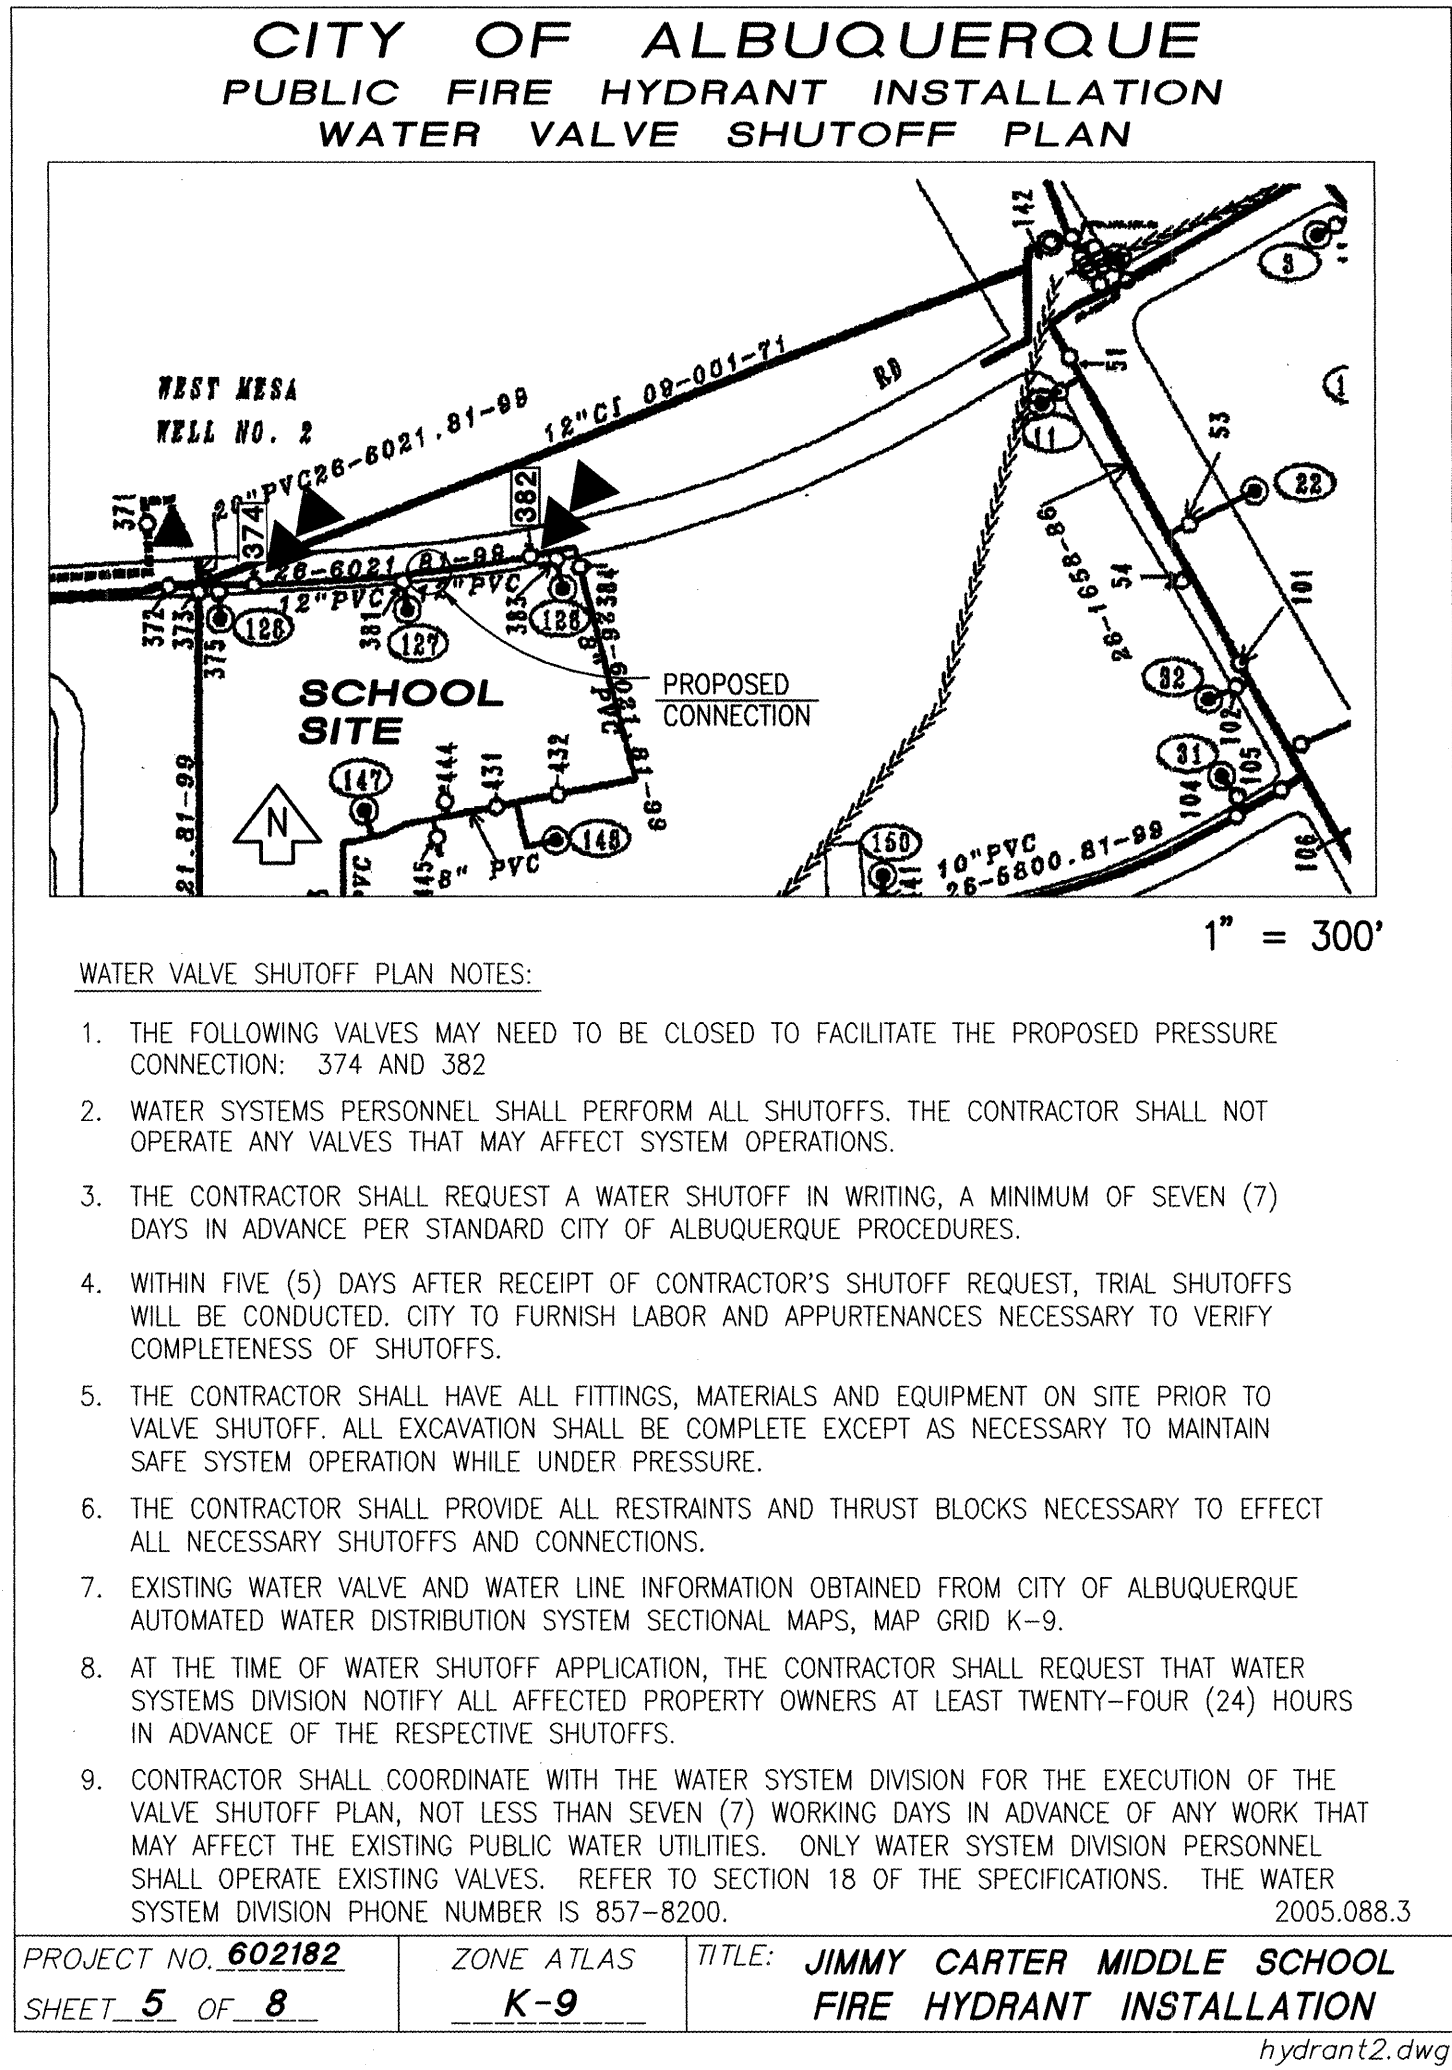 CITY OF ALBUQUERQUE
PUBLIC FIRE HYDRANT INSTALLATION
WATER VALVE SHUTOFF PLAN
142
3
51
RD
12"CI 09-001-71
WEST MESA
WELL NO. 2
20"PVC26-6021.81-99
11
53
22
371
374
382
26-1658-86
54
101
26-6021.81-99
12"PVC
12"PVC
372
373
375
128
381
127
383
126
384
8" PVC
26-6021.81-99
SCHOOL
SITE
PROPOSED
CONNECTION
32
102
31
104
105
106
147
444
431
432
N
21.81-99
PVC
445
8" PVC
148
150
141
10"PVC
26-5800.81-99
1" = 300'
WATER VALVE SHUTOFF PLAN NOTES:
1. THE FOLLOWING VALVES MAY NEED TO BE CLOSED TO FACILITATE THE PROPOSED PRESSURE
CONNECTION: 374 AND 382
2. WATER SYSTEMS PERSONNEL SHALL PERFORM ALL SHUTOFFS. THE CONTRACTOR SHALL NOT
OPERATE ANY VALVES THAT MAY AFFECT SYSTEM OPERATIONS.
3. THE CONTRACTOR SHALL REQUEST A WATER SHUTOFF IN WRITING, A MINIMUM OF SEVEN (7)
DAYS IN ADVANCE PER STANDARD CITY OF ALBUQUERQUE PROCEDURES.
4. WITHIN FIVE (5) DAYS AFTER RECEIPT OF CONTRACTOR'S SHUTOFF REQUEST, TRIAL SHUTOFFS
WILL BE CONDUCTED. CITY TO FURNISH LABOR AND APPURTENANCES NECESSARY TO VERIFY
COMPLETENESS OF SHUTOFFS.
5. THE CONTRACTOR SHALL HAVE ALL FITTINGS, MATERIALS AND EQUIPMENT ON SITE PRIOR TO
VALVE SHUTOFF. ALL EXCAVATION SHALL BE COMPLETE EXCEPT AS NECESSARY TO MAINTAIN
SAFE SYSTEM OPERATION WHILE UNDER PRESSURE.
6. THE CONTRACTOR SHALL PROVIDE ALL RESTRAINTS AND THRUST BLOCKS NECESSARY TO EFFECT
ALL NECESSARY SHUTOFFS AND CONNECTIONS.
7. EXISTING WATER VALVE AND WATER LINE INFORMATION OBTAINED FROM CITY OF ALBUQUERQUE
AUTOMATED WATER DISTRIBUTION SYSTEM SECTIONAL MAPS, MAP GRID K-9.
8. AT THE TIME OF WATER SHUTOFF APPLICATION, THE CONTRACTOR SHALL REQUEST THAT WATER
SYSTEMS DIVISION NOTIFY ALL AFFECTED PROPERTY OWNERS AT LEAST TWENTY-FOUR (24) HOURS
IN ADVANCE OF THE RESPECTIVE SHUTOFFS.
9. CONTRACTOR SHALL COORDINATE WITH THE WATER SYSTEM DIVISION FOR THE EXECUTION OF THE
VALVE SHUTOFF PLAN, NOT LESS THAN SEVEN (7) WORKING DAYS IN ADVANCE OF ANY WORK THAT
MAY AFFECT THE EXISTING PUBLIC WATER UTILITIES. ONLY WATER SYSTEM DIVISION PERSONNEL
SHALL OPERATE EXISTING VALVES. REFER TO SECTION 18 OF THE SPECIFICATIONS. THE WATER
SYSTEM DIVISION PHONE NUMBER IS 857-8200.
2005.088.3
PROJECT NO. 602182
SHEET 5 OF 8
ZONE ATLAS
K-9
TITLE: JIMMY CARTER MIDDLE SCHOOL
FIRE HYDRANT INSTALLATION
hydrant2.dwg